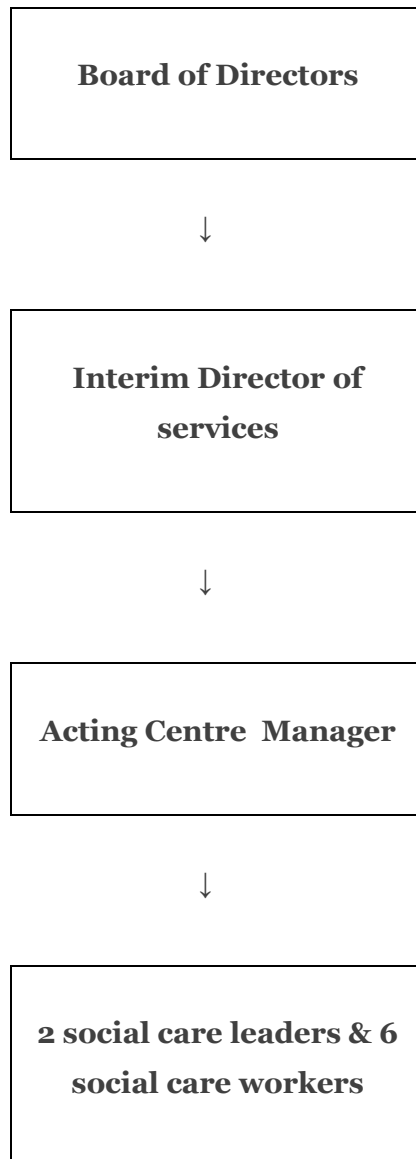 Board of Directors
↓
Interim Director of
services
↓
Acting Centre  Manager
↓
2 social care leaders & 6
social care workers